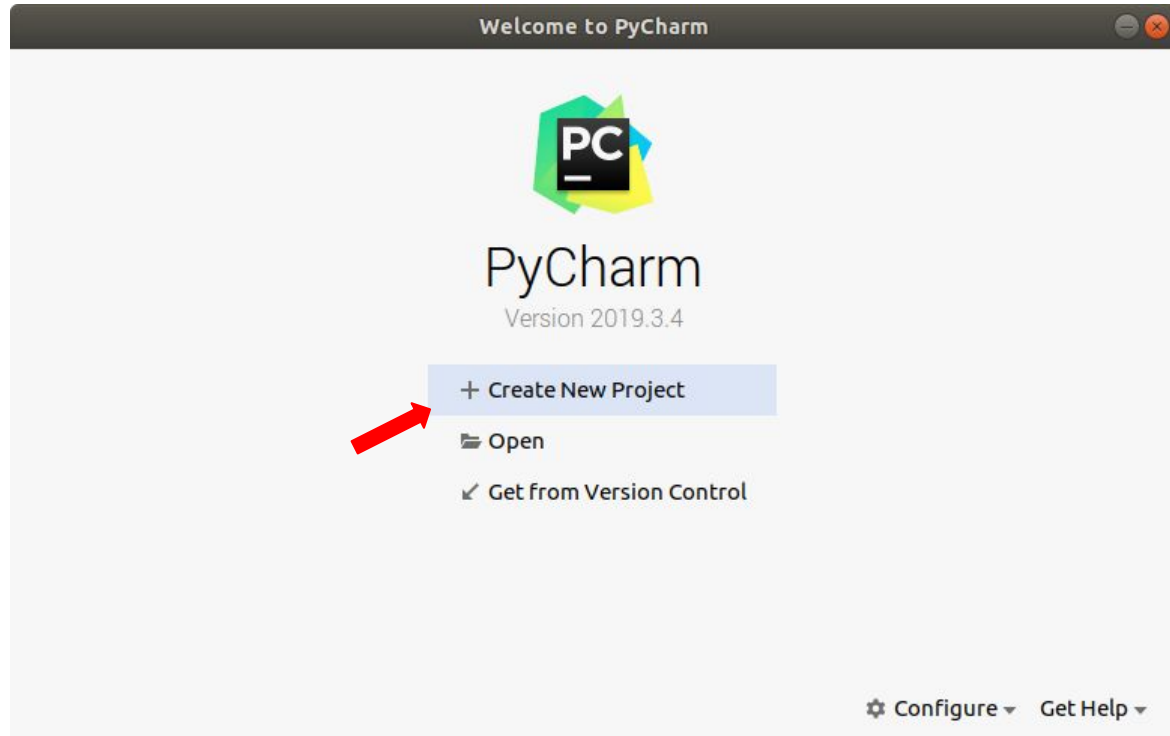 Welcome to PyCharm
PC
PyCharm
Version 2019.3.4
Create New Project
Open
Get from Version Control
Configure Get Help